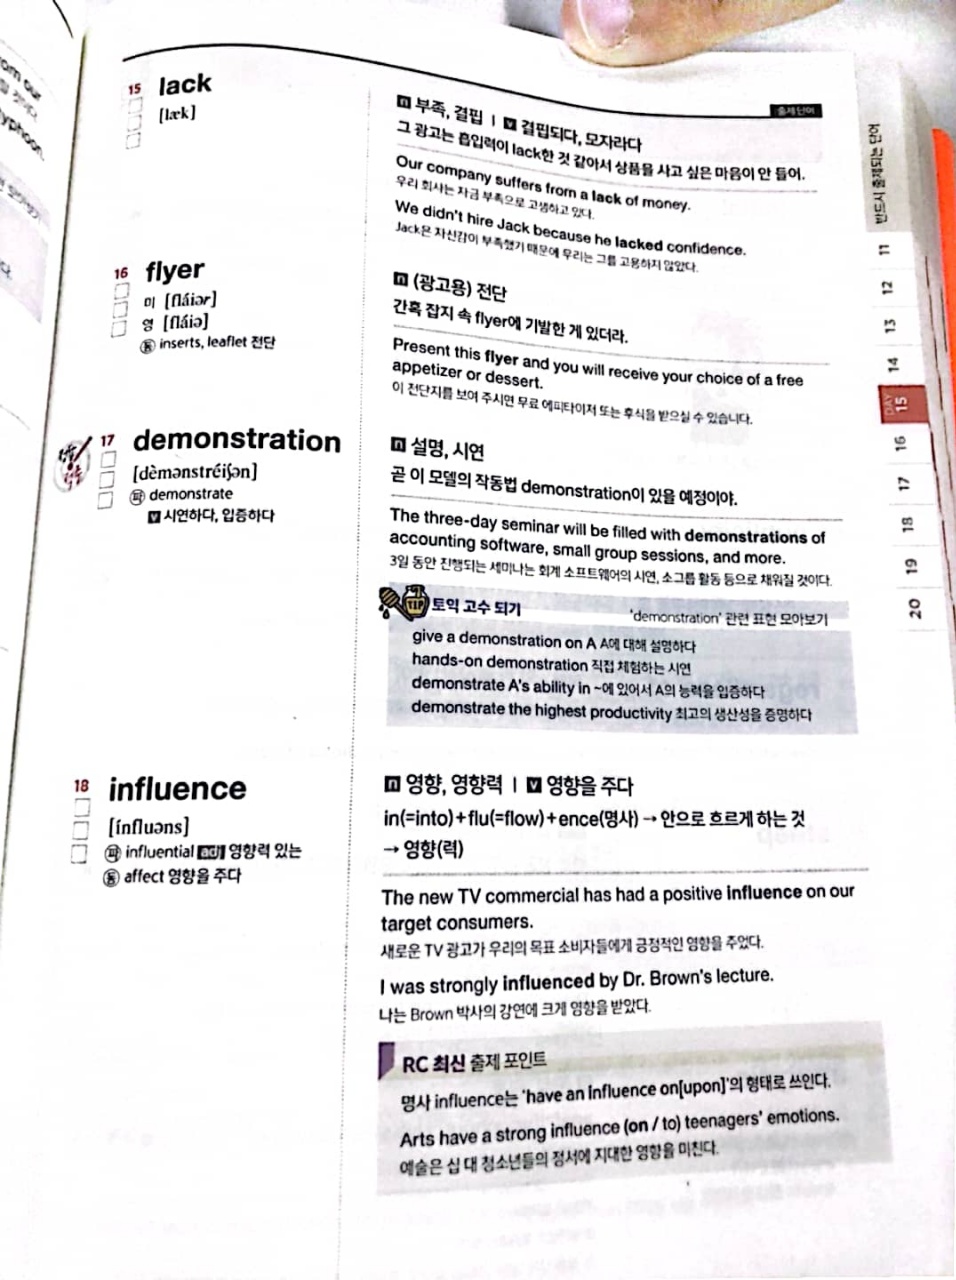 om our
yphoon.
출제 단어
반드시 출제되는 단어
15 lack
[læk]
n 부족, 결핍 | v 결핍되다, 모자라다
그 광고는 흡입력이 lack한 것 같아서 상품을 사고 싶은 마음이 안 들어.
Our company suffers from a lack of money.
우리 회사는 자금 부족으로 고생하고 있다.
We didn't hire Jack because he lacked confidence.
Jack은 자신감이 부족했기 때문에 우리는 그를 고용하지 않았다.
16 flyer
미 [fláiər]
영 [fláiə]
동 inserts, leaflet 전단
n (광고용) 전단
간혹 잡지 속 flyer에 기발한 게 있더라.
Present this flyer and you will receive your choice of a free
appetizer or dessert.
이 전단지를 보여 주시면 무료 에피타이저 또는 후식을 받으실 수 있습니다.
17 demonstration
[dèmənstréiʃən]
파 demonstrate
v 시연하다, 입증하다
n 설명, 시연
곧 이 모델의 작동법 demonstration이 있을 예정이야.
The three-day seminar will be filled with demonstrations of
accounting software, small group sessions, and more.
3일 동안 진행되는 세미나는 회계 소프트웨어의 시연, 소그룹 활동 등으로 채워질 것이다.
TIP 토익 고수 되기
'demonstration' 관련 표현 모아보기
give a demonstration on A A에 대해 설명하다
hands-on demonstration 직접 체험하는 시연
demonstrate A's ability in ~에 있어서 A의 능력을 입증하다
demonstrate the highest productivity 최고의 생산성을 증명하다
18 influence
[ínfluəns]
파 influential adj 영향력 있는
동 affect 영향을 주다
n 영향, 영향력 | v 영향을 주다
in(=into)+flu(=flow)+ence(명사) → 안으로 흐르게 하는 것
→ 영향(력)
The new TV commercial has had a positive influence on our
target consumers.
새로운 TV 광고가 우리의 목표 소비자들에게 긍정적인 영향을 주었다.
I was strongly influenced by Dr. Brown's lecture.
나는 Brown 박사의 강연에 크게 영향을 받았다.
RC 최신 출제 포인트
명사 influence는 'have an influence on[upon]'의 형태로 쓰인다.
Arts have a strong influence (on / to) teenagers' emotions.
예술은 십 대 청소년들의 정서에 지대한 영향을 미친다.
11
12
13
14
DAY 15
16
17
18
19
20